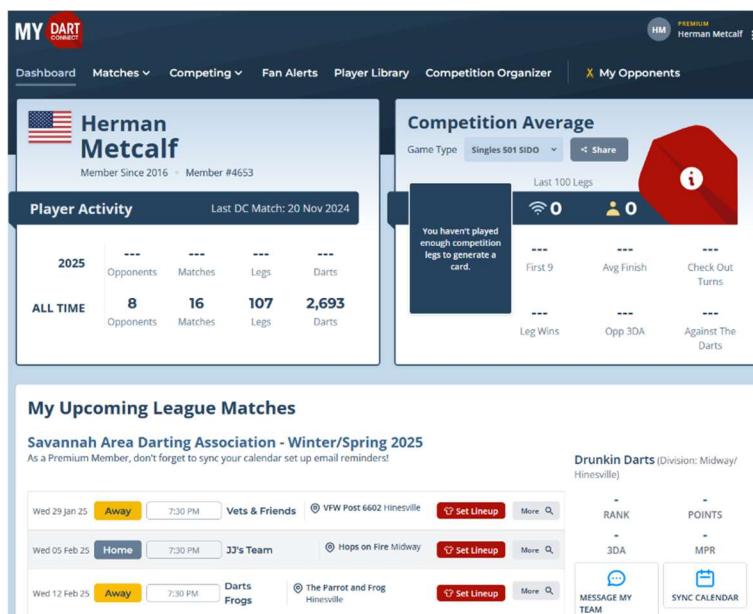 MY DART CONNECT
HM
PREMIUM
Herman Metcalf
Dashboard Matches Competing Fan Alerts Player Library Competition Organizer My Opponents
Herman
Metcalf
Member Since 2016 • Member #4653
Player Activity Last DC Match: 20 Nov 2024
2025 --- --- --- ---
Opponents Matches Legs Darts
ALL TIME 8 16 107 2,693
Opponents Matches Legs Darts
Competition Average
Game Type Singles 501 SIDO Share
Last 100 Legs
0 0
You haven't played
enough competition
legs to generate a
card.
--- --- ---
First 9 Avg Finish Check Out
Turns
--- --- ---
Leg Wins Opp 3DA Against The
Darts
My Upcoming League Matches
Savannah Area Darting Association - Winter/Spring 2025
As a Premium Member, don't forget to sync your calendar set up email reminders!
Wed 29 Jan 25 Away 7:30 PM Vets & Friends VFW Post 6602 Hinesville Set Lineup More
Wed 05 Feb 25 Home 7:30 PM JJ's Team Hops on Fire Midway Set Lineup More
Wed 12 Feb 25 Away 7:30 PM Darts
Frogs The Parrot and Frog
Hinesville Set Lineup More
Drunkin Darts (Division: Midway/
Hinesville)
- -
RANK POINTS
- -
3DA MPR
MESSAGE MY
TEAM
SYNC CALENDAR